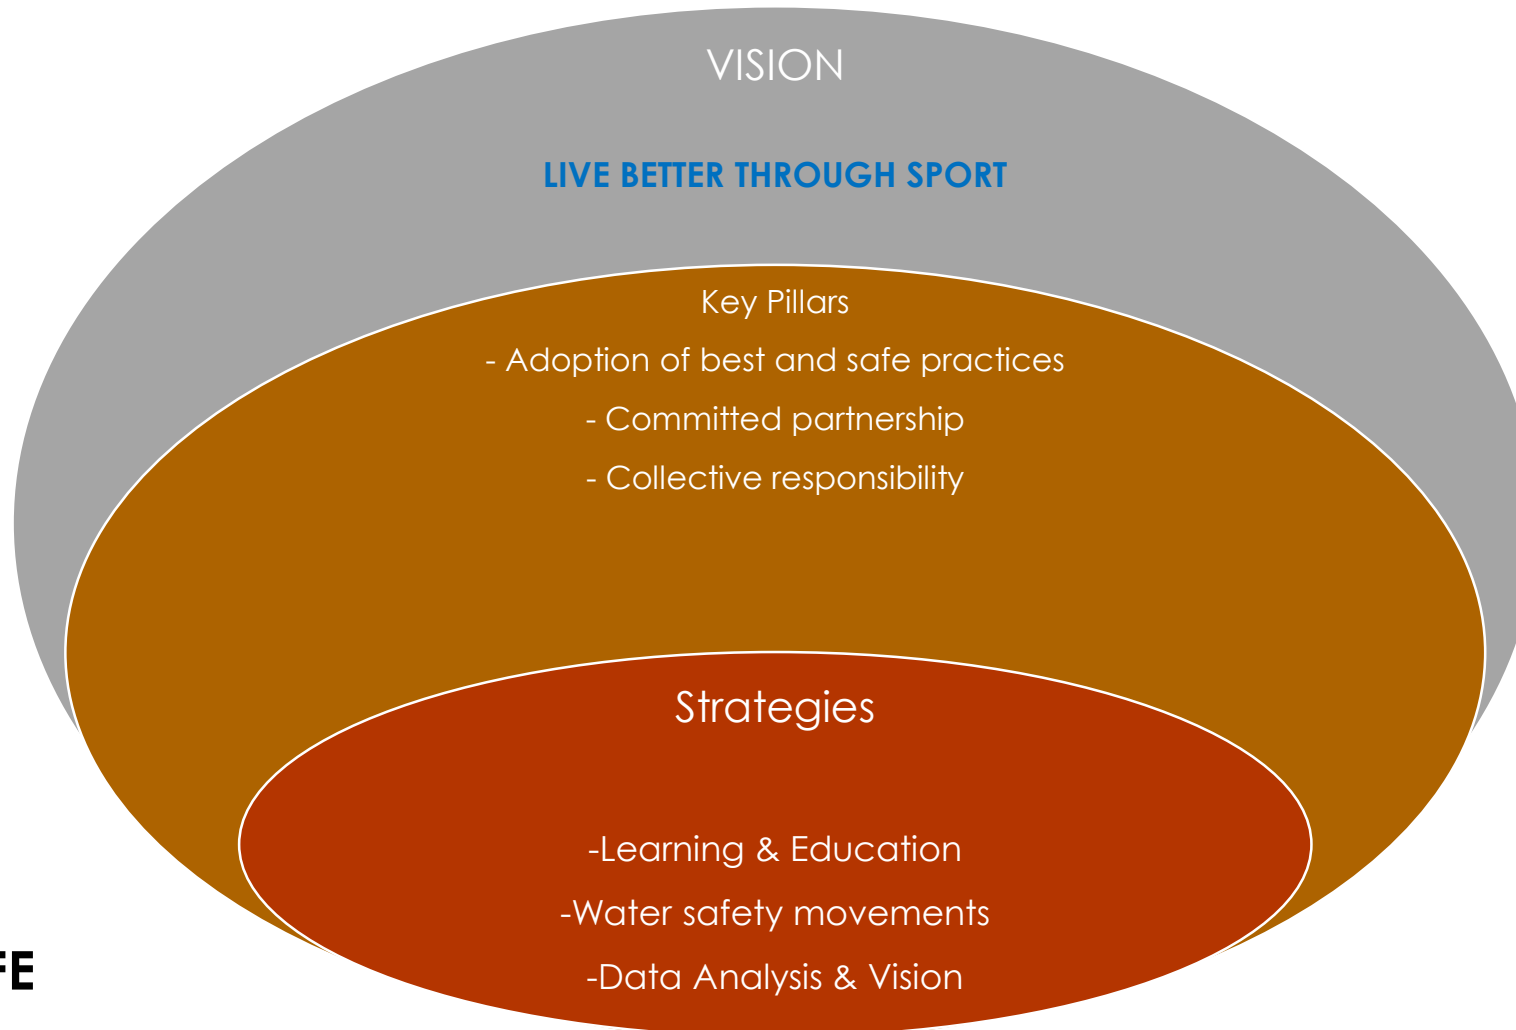 VISION
LIVE BETTER THROUGH SPORT
Key Pillars
- Adoption of best and safe practices
- Committed partnership
- Collective responsibility
Strategies
-Learning & Education
-Water safety movements
-Data Analysis & Vision
FE